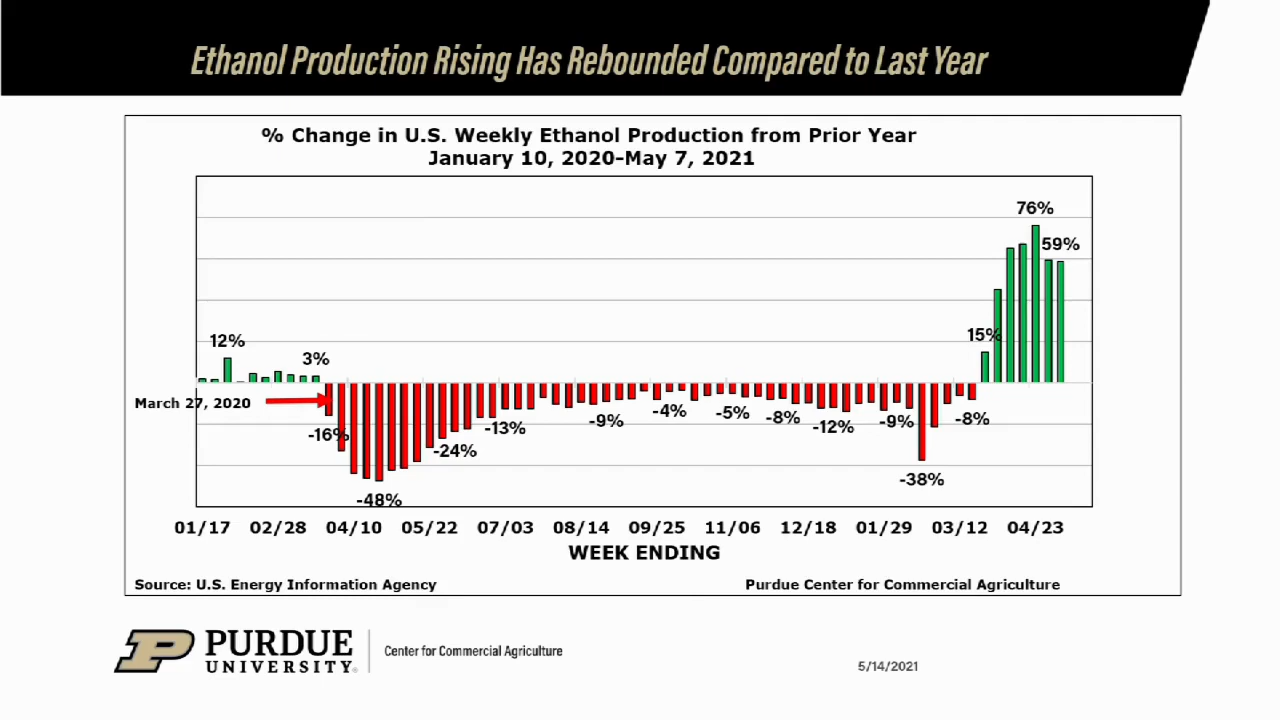 Ethanol Production Rising Has Rebounded Compared to Last Year
% Change in U.S. Weekly Ethanol Production from Prior Year
January 10, 2020-May 7, 2021
76%
59%
12%
3%
15%
March 27, 2020
-16%
-48%
-24%
-13%
-9%
-4%
-5%
-8%
-12%
-9%
-38%
-8%
01/17 02/28 04/10 05/22 07/03 08/14 09/25 11/06 12/18 01/29 03/12 04/23
WEEK ENDING
Source: U.S. Energy Information Agency
Purdue Center for Commercial Agriculture
P PURDUE
UNIVERSITY®
Center for Commercial Agriculture
5/14/2021